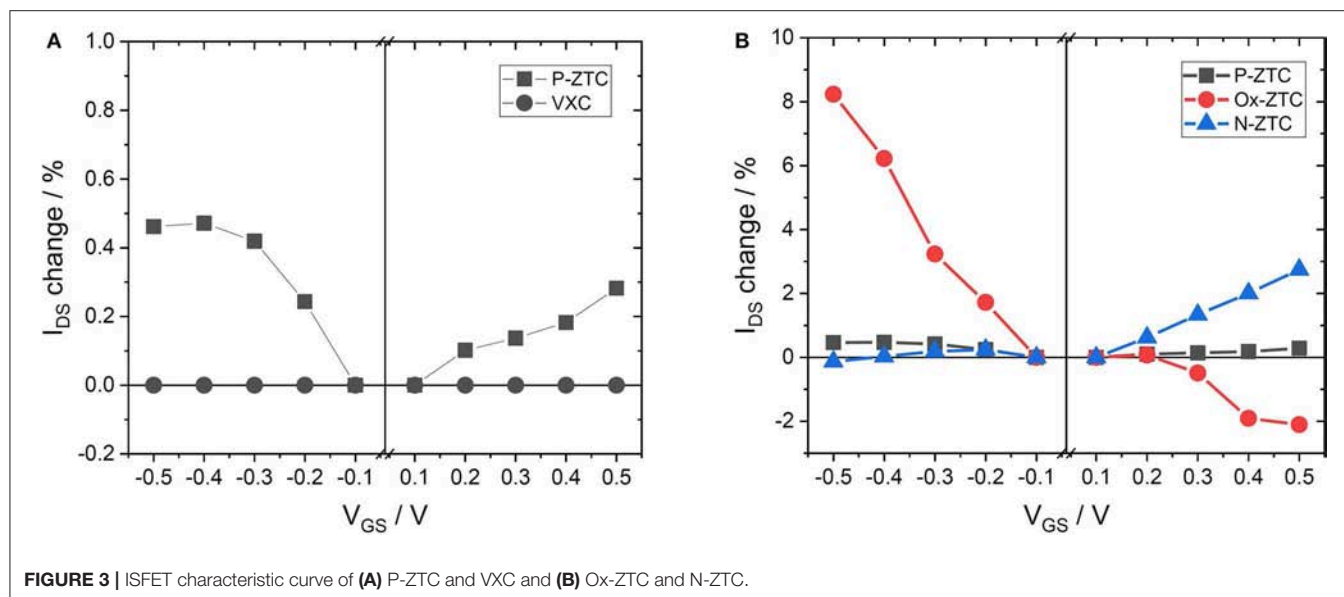 A
P-ZTC
VXC
I_DS change / %
1.0
0.8
0.6
0.4
0.2
0.0
-0.2
-0.5 -0.4 -0.3 -0.2 -0.1 0.1 0.2 0.3 0.4 0.5
V_GS / V
B
P-ZTC
Ox-ZTC
N-ZTC
I_DS change / %
10
8
6
4
2
0
-2
-0.5 -0.4 -0.3 -0.2 -0.1 0.1 0.2 0.3 0.4 0.5
V_GS / V
FIGURE 3 | ISFET characteristic curve of (A) P-ZTC and VXC and (B) Ox-ZTC and N-ZTC.